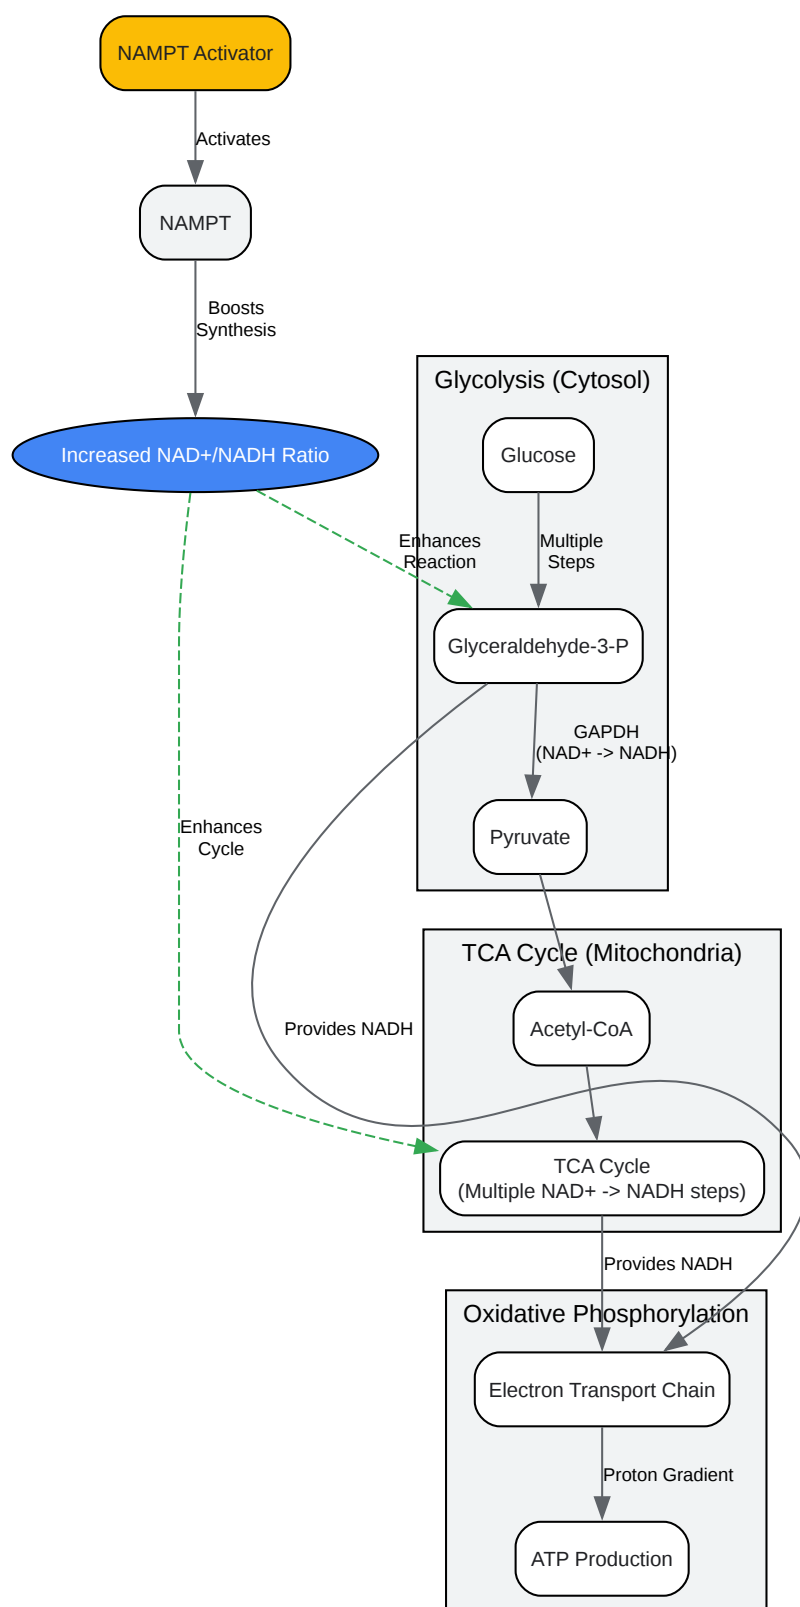 NAMPT Activator
Activates
NAMPT
Boosts
Synthesis
Increased NAD+/NADH Ratio
Glycolysis (Cytosol)
Glucose
Enhances
Reaction
Multiple
Steps
Glyceraldehyde-3-P
GAPDH
(NAD+ -> NADH)
Pyruvate
Enhances
Cycle
TCA Cycle (Mitochondria)
Acetyl-CoA
Provides NADH
TCA Cycle
(Multiple NAD+ -> NADH steps)
Provides NADH
Oxidative Phosphorylation
Electron Transport Chain
Proton Gradient
ATP Production